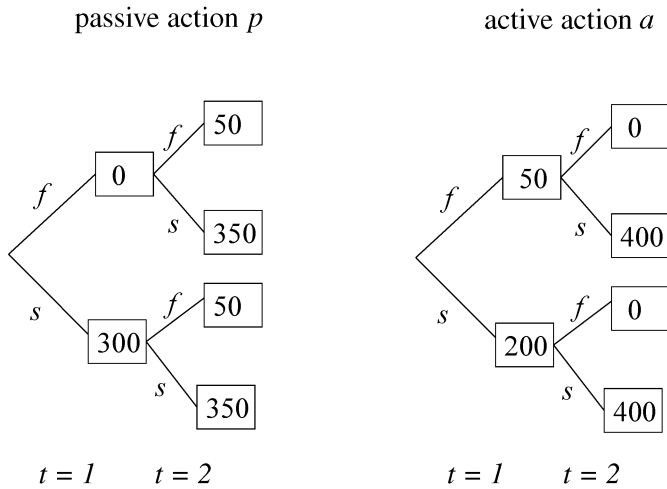 passive action p
active action a
f
0
f
50
s
350
s
300
f
50
s
350
t = 1
t = 2
f
50
f
0
s
400
s
200
f
0
s
400
t = 1
t = 2